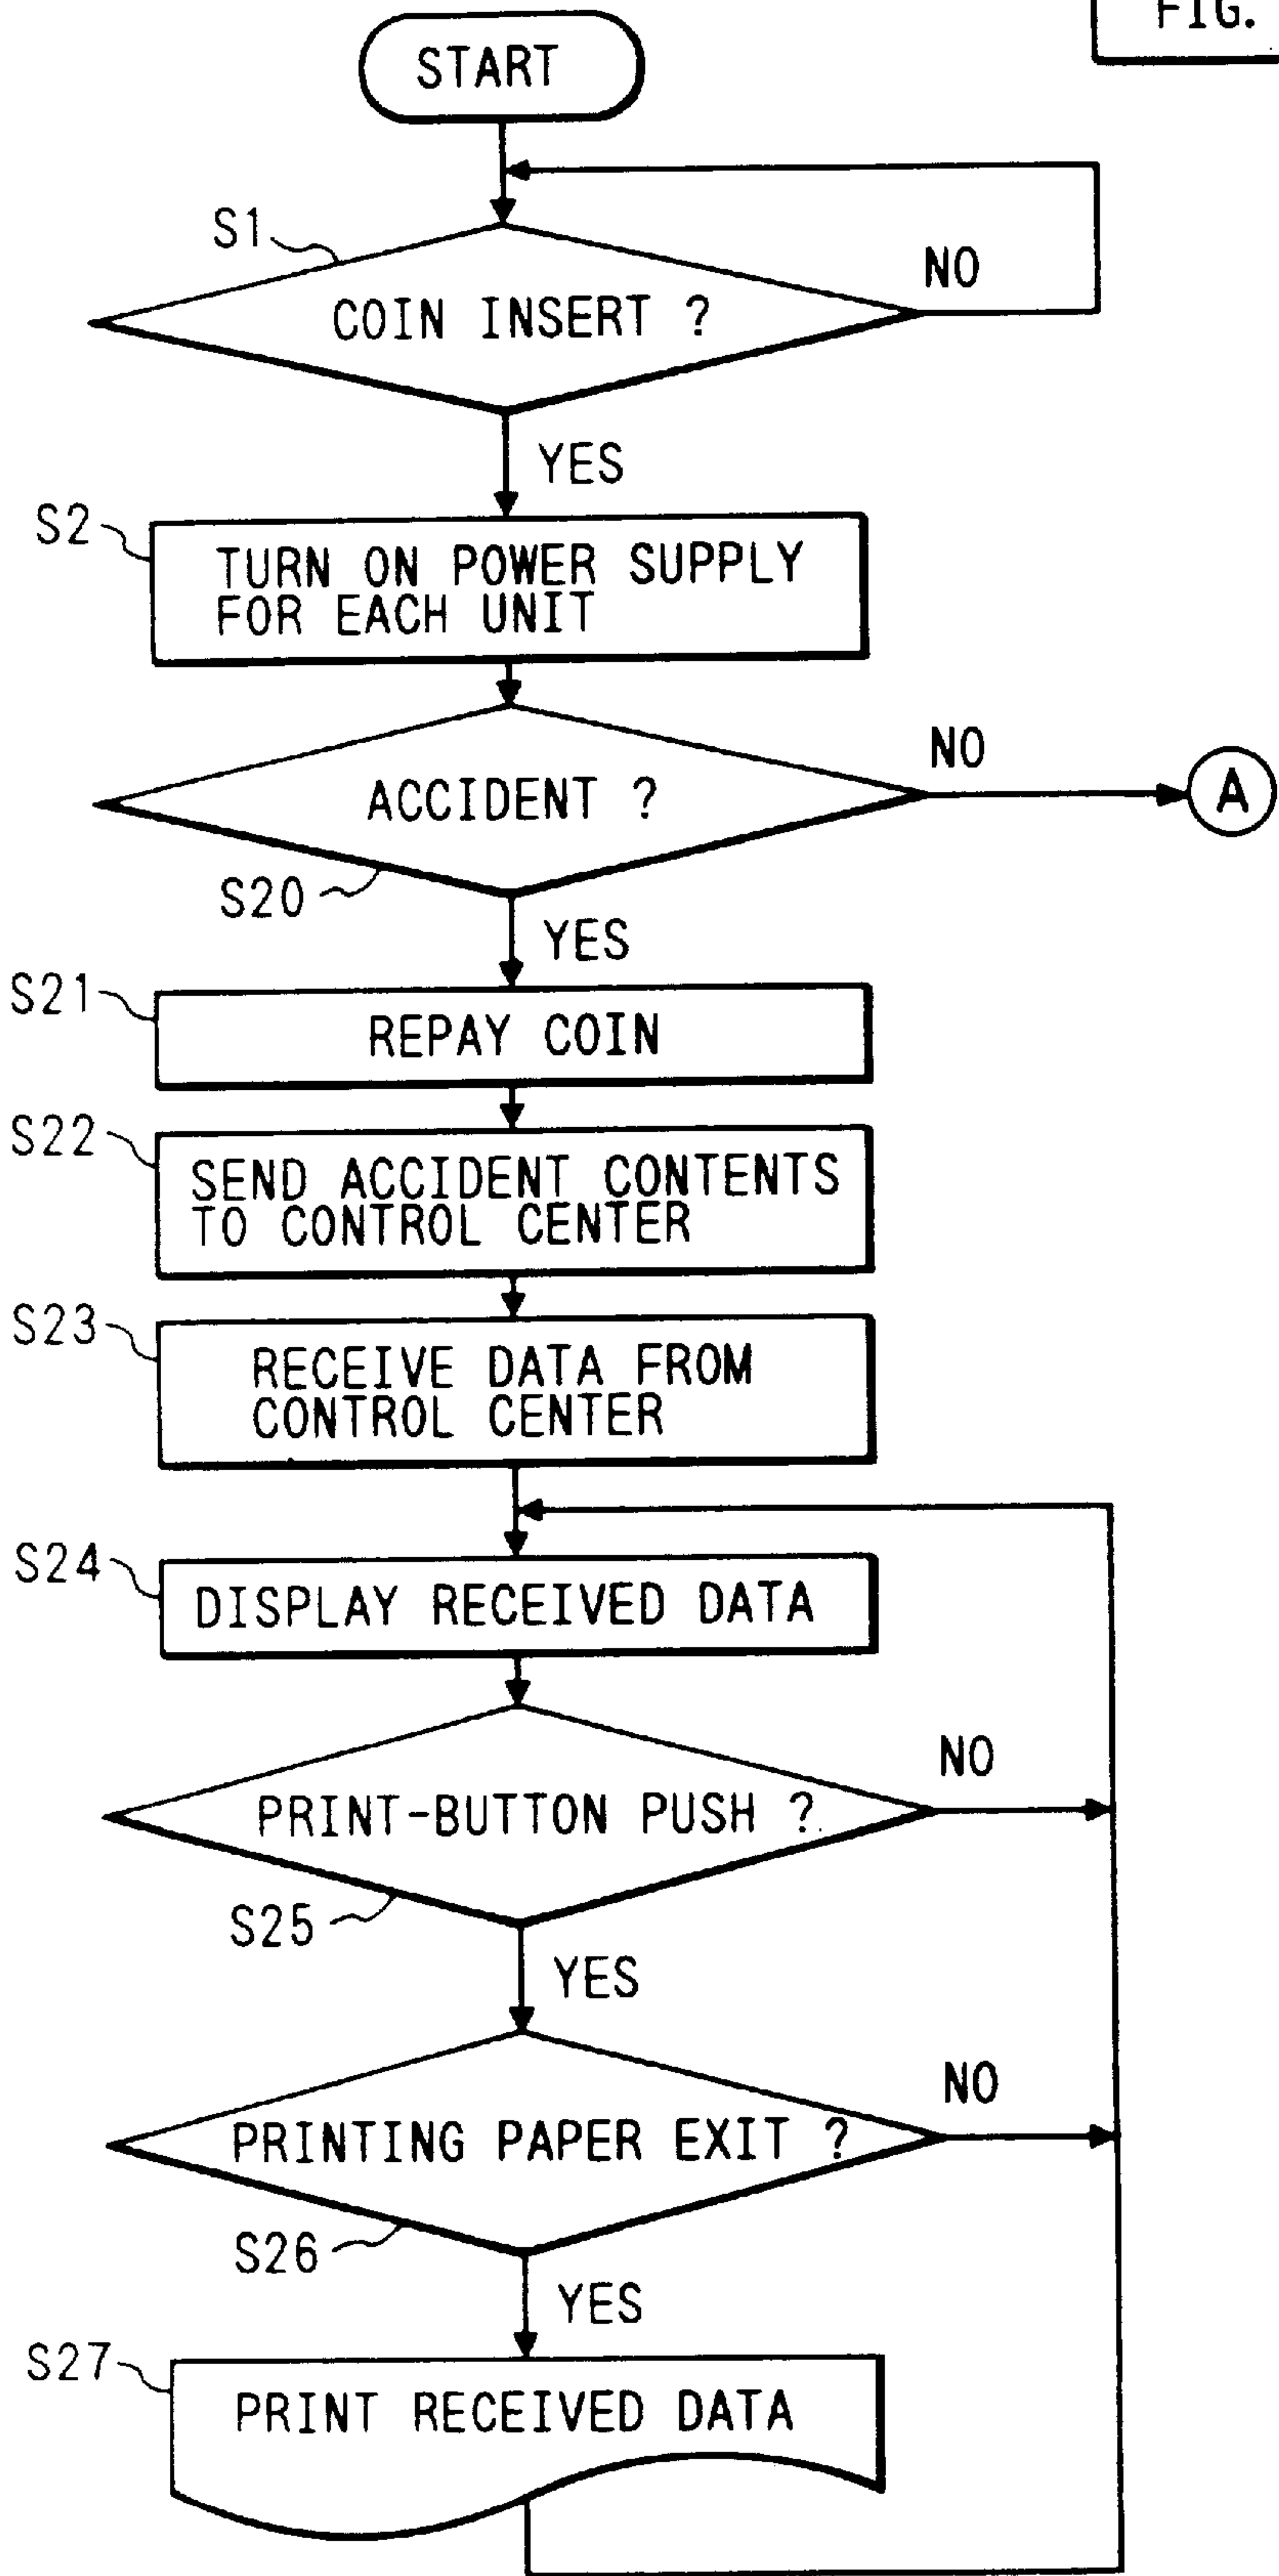 FIG.
START
S1
NO
COIN INSERT ?
YES
S2
TURN ON POWER SUPPLY
FOR EACH UNIT
NO
ACCIDENT ?
A
S20
YES
S21
REPAY COIN
S22
SEND ACCIDENT CONTENTS
TO CONTROL CENTER
S23
RECEIVE DATA FROM
CONTROL CENTER
S24
DISPLAY RECEIVED DATA
NO
PRINT-BUTTON PUSH ?
S25
YES
NO
PRINTING PAPER EXIT ?
S26
YES
S27
PRINT RECEIVED DATA